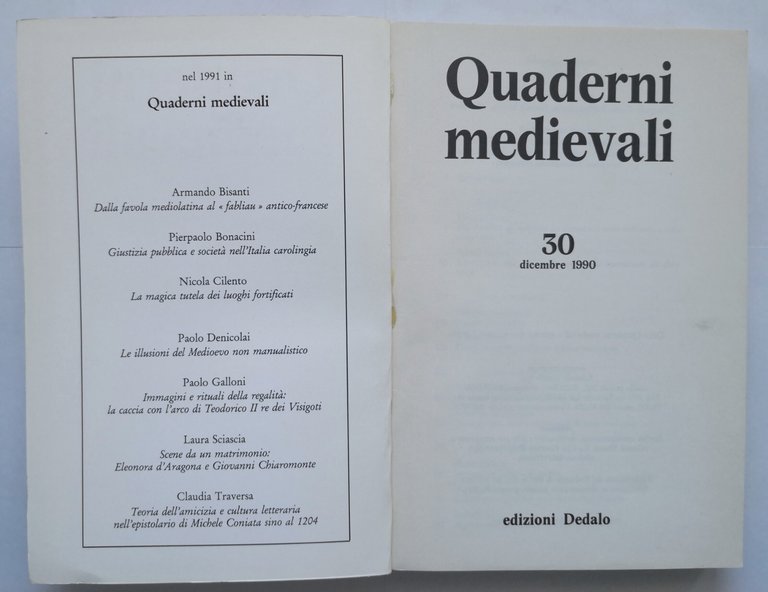 nel 1991 in
Quaderni medievali
Armando Bisanti
Dalla favola mediolatina al « fabliau » antico-francese
Pierpaolo Bonacini
Giustizia pubblica e società nell'Italia carolingia
Nicola Cilento
La magica tutela dei luoghi fortificati
Paolo Denicolai
Le illusioni del Medioevo non manualistico
Paolo Galloni
Immagini e rituali della regalità:
la caccia con l'arco di Teodorico II re dei Visigoti
Laura Sciascia
Scene da un matrimonio:
Eleonora d'Aragona e Giovanni Chiaromonte
Claudia Traversa
Teoria dell'amicizia e cultura letteraria
nell'epistolario di Michele Coniata sino al 1204
Quaderni
medievali
30
dicembre 1990
edizioni Dedalo